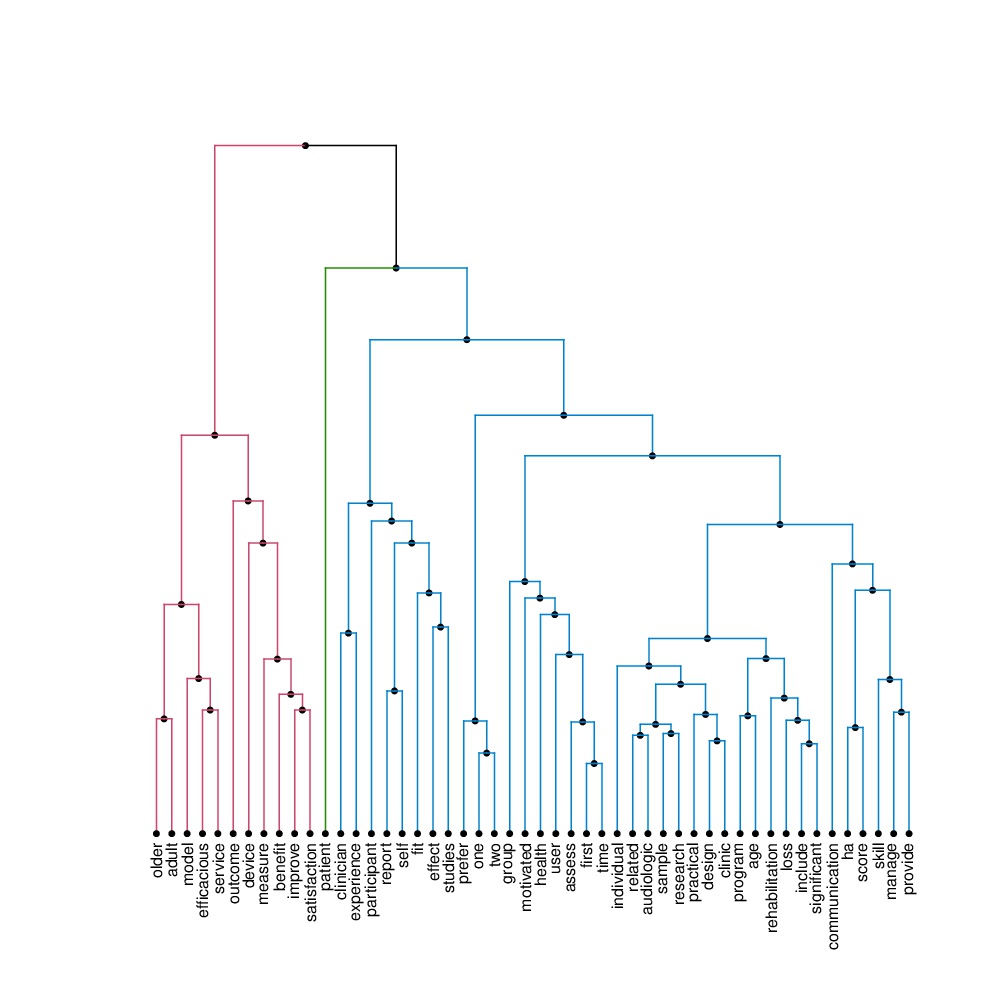 older
adult
model
efficacious
service
outcome
device
measure
benefit
improve
satisfaction
patient
clinician
experience
participant
report
self
fit
effect
studies
prefer
one
two
group
motivated
health
user
assess
first
time
individual
related
audiologic
sample
research
practical
design
clinic
program
age
rehabilitation
loss
include
significant
communication
ha
score
skill
manage
provide